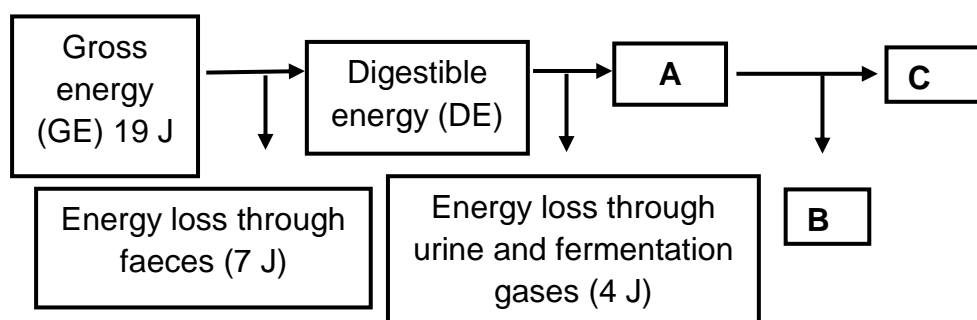 Gross
energy
(GE) 19 J
Digestible
energy (DE)
A
C
Energy loss through
faeces (7 J)
Energy loss through
urine and fermentation
gases (4 J)
B